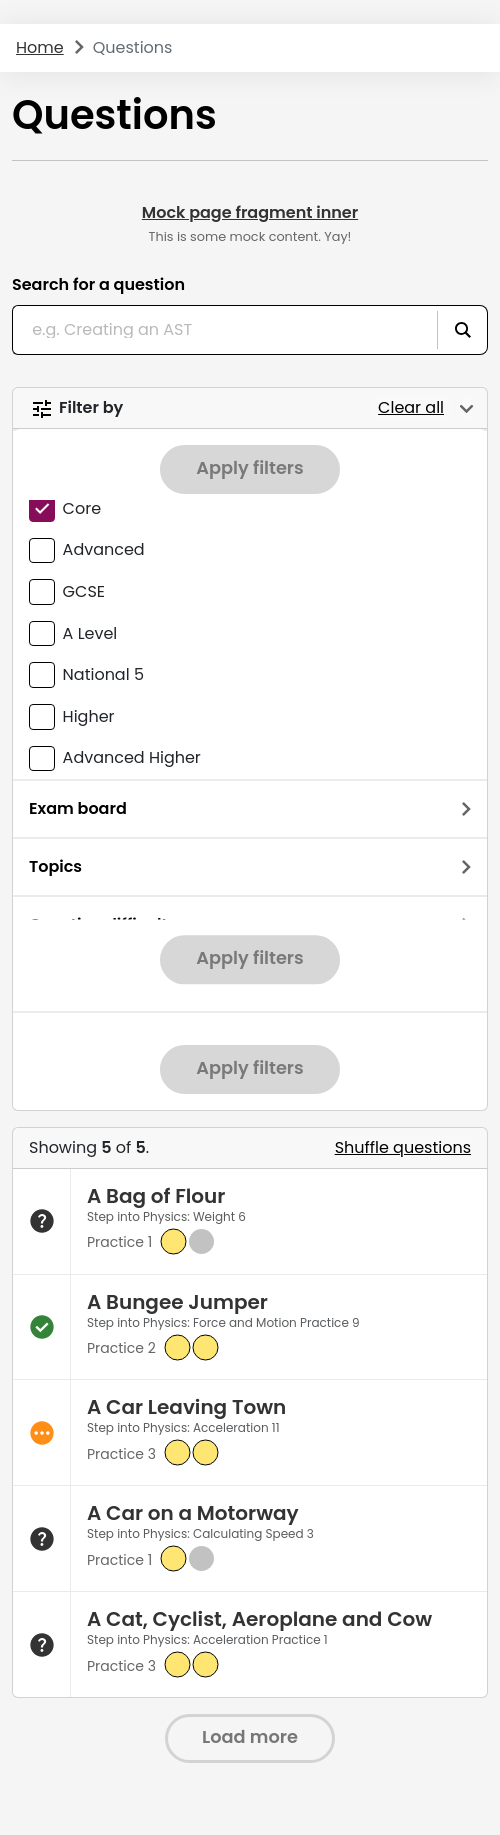 Home > Questions
Questions
Mock page fragment inner
This is some mock content. Yay!
Search for a question
e.g. Creating an AST
Filter by
Clear all
Apply filters
Core
Advanced
GCSE
A Level
National 5
Higher
Advanced Higher
Exam board
Topics
Apply filters
Apply filters
Showing 5 of 5.
Shuffle questions
A Bag of Flour
Step into Physics: Weight 6
Practice 1
A Bungee Jumper
Step into Physics: Force and Motion Practice 9
Practice 2
A Car Leaving Town
Step into Physics: Acceleration 11
Practice 3
A Car on a Motorway
Step into Physics: Calculating Speed 3
Practice 1
A Cat, Cyclist, Aeroplane and Cow
Step into Physics: Acceleration Practice 1
Practice 3
Load more